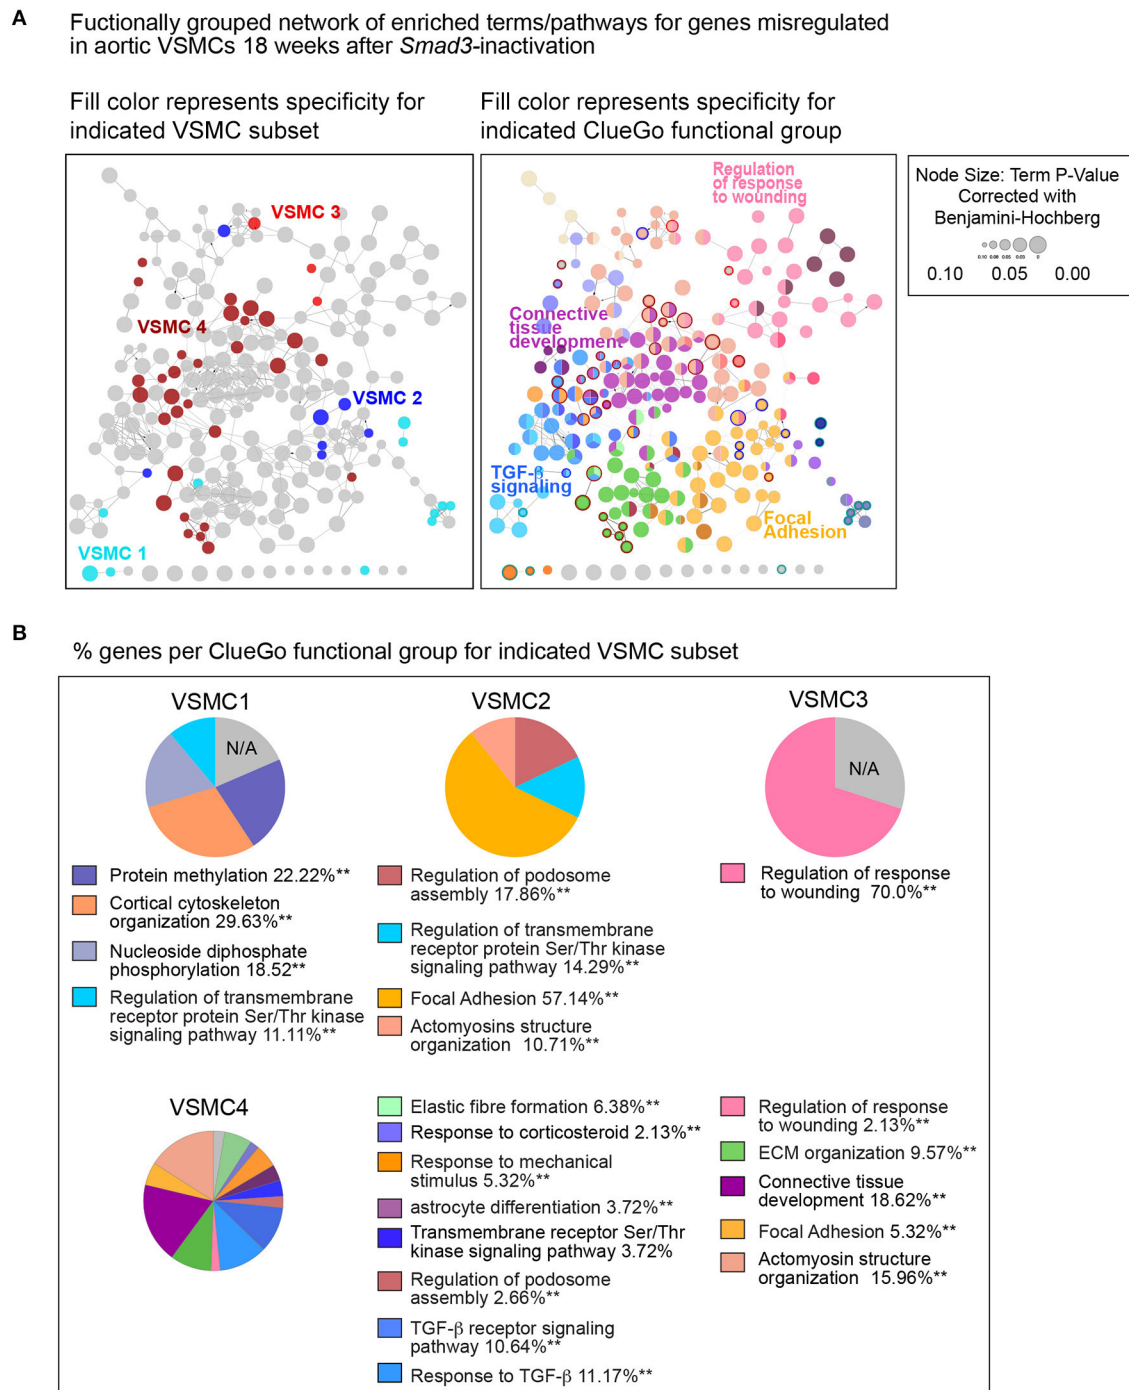 A
Fuctionally grouped network of enriched terms/pathways for genes misregulated
in aortic VSMCs 18 weeks after Smad3-inactivation
Fill color represents specificity for
indicated VSMC subset
Fill color represents specificity for
indicated ClueGo functional group
VSMC 3
VSMC 4
VSMC 2
VSMC 1
Regulation
of response
to wounding
Connective
tissue
development
TGF-β
signaling
Focal
Adhesion
Node Size: Term P-Value
Corrected with
Benjamini-Hochberg
0.10 0.05 0.00
B
% genes per ClueGo functional group for indicated VSMC subset
VSMC1
N/A
Protein methylation 22.22%**
Cortical cytoskeleton
organization 29.63%**
Nucleoside diphosphate
phosphorylation 18.52**
Regulation of transmembrane
receptor protein Ser/Thr kinase
signaling pathway 11.11%**
VSMC2
Regulation of podosome
assembly 17.86%**
Regulation of transmembrane
receptor protein Ser/Thr kinase
signaling pathway 14.29%**
Focal Adhesion 57.14%**
Actomyosins structure
organization 10.71%**
VSMC3
N/A
Regulation of response
to wounding 70.0%**
VSMC4
Elastic fibre formation 6.38%**
Response to corticosteroid 2.13%**
Response to mechanical
stimulus 5.32%**
astrocyte differentiation 3.72%**
Transmembrane receptor Ser/Thr
kinase signaling pathway 3.72%
Regulation of podosome
assembly 2.66%**
TGF-β receptor signaling
pathway 10.64%**
Response to TGF-β 11.17%**
Regulation of response
to wounding 2.13%**
ECM organization 9.57%**
Connective tissue
development 18.62%**
Focal Adhesion 5.32%**
Actomyosin structure
organization 15.96%**